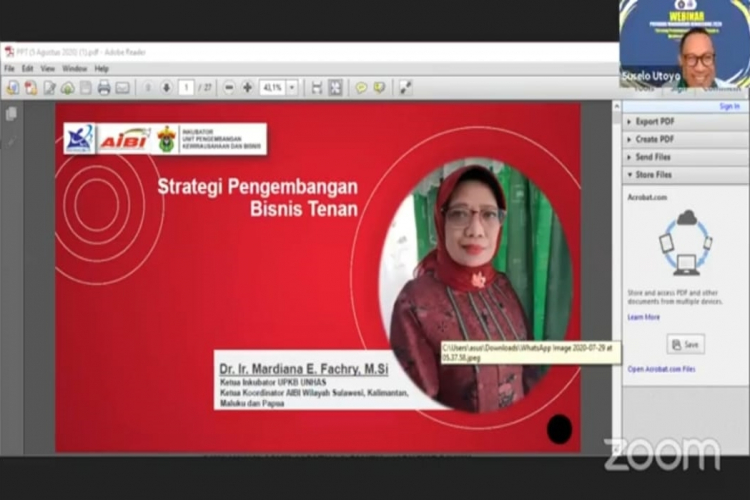 PPT (5 Agustus 2020) (1).pdf - Adobe Reader
File Edit View Window Help
1 / 27 43,1%
WEBINAR
Suselo Utoyo
Sign In
Export PDF
Create PDF
Send Files
Store Files
Acrobat.com
Store and access PDF and other
documents from multiple devices.
Learn More
Save
Open Acrobat.com Files
AIBI
INKUBATOR
UNIT PENGEMBANGAN
KEWIRAUSAHAAN DAN BISNIS
Strategi Pengembangan
Bisnis Tenan
C:\Users\asus\Downloads\WhatsApp Image 2020-07-29 at
05.37.58.jpeg
Dr. Ir. Mardiana E. Fachry, M.Si
Ketua Inkubator UPKB UNHAS
Ketua Koordinator AIBI Wilayah Sulawesi, Kalimantan,
Maluku dan Papua
zoom